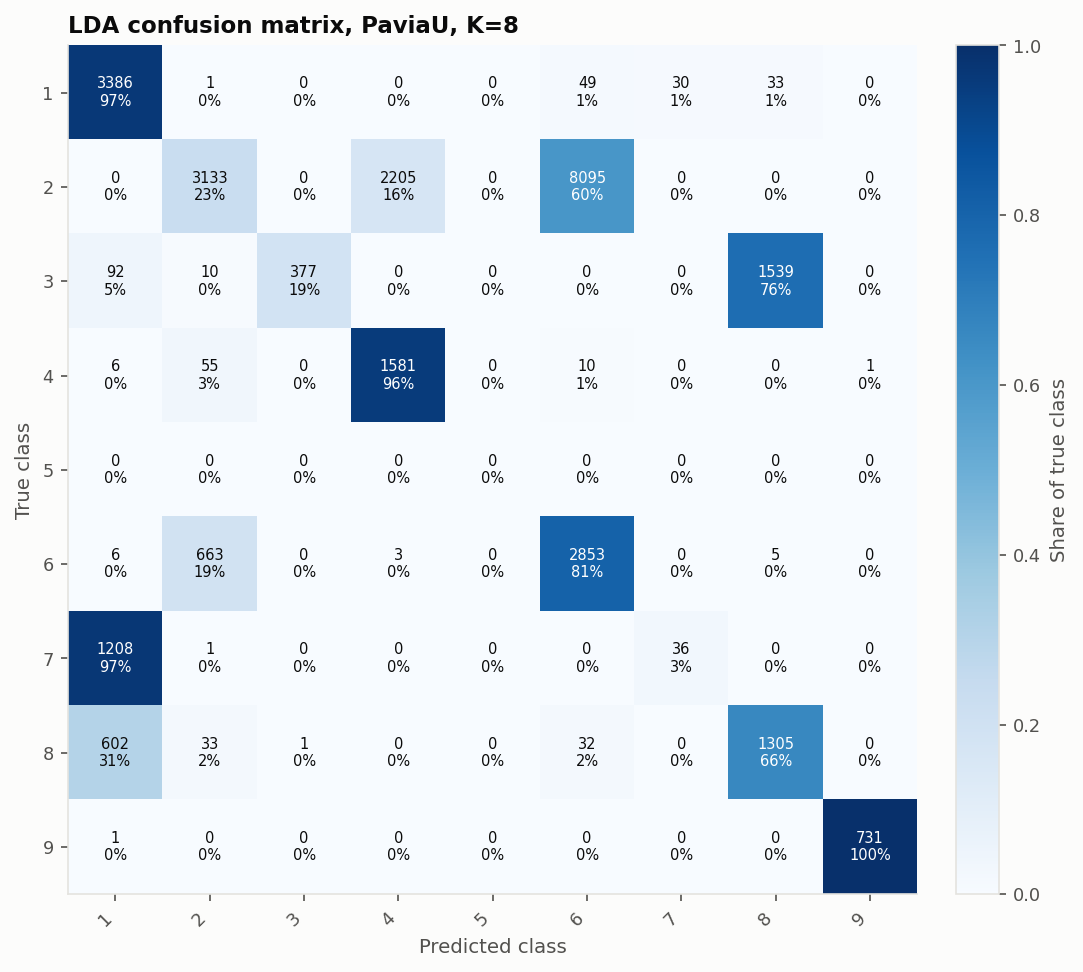 LDA confusion matrix, PaviaU, K=8
1.0
3386 1 0 0 0 49 30 33 0
1
97% 0% 0% 0% 0% 1% 1% 1% 0%
0 3133 0 2205 0 8095 0 0 0
2
0% 23% 0% 16% 0% 60% 0% 0% 0%
0.8
92 10 377 0 0 0 0 1539 0
3
5% 0% 19% 0% 0% 0% 0% 76% 0%
6 55 0 1581 0 10 0 0 1
4
0% 3% 0% 96% 0% 1% 0% 0% 0%
0.6
0 0 0 0 0 0 0 0 0
5
0% 0% 0% 0% 0% 0% 0% 0% 0%
True class
Share of true class
6 663 0 3 0 2853 0 5 0
6
0% 19% 0% 0% 0% 81% 0% 0% 0%
0.4
1208 1 0 0 0 0 36 0 0
7
97% 0% 0% 0% 0% 0% 3% 0% 0%
0.2
602 33 1 0 0 32 0 1305 0
8
31% 2% 0% 0% 0% 2% 0% 66% 0%
1 0 0 0 0 0 0 0 731
9
0% 0% 0% 0% 0% 0% 0% 0% 100%
0.0
1 2 3 4 5 6 7 8 9
Predicted class